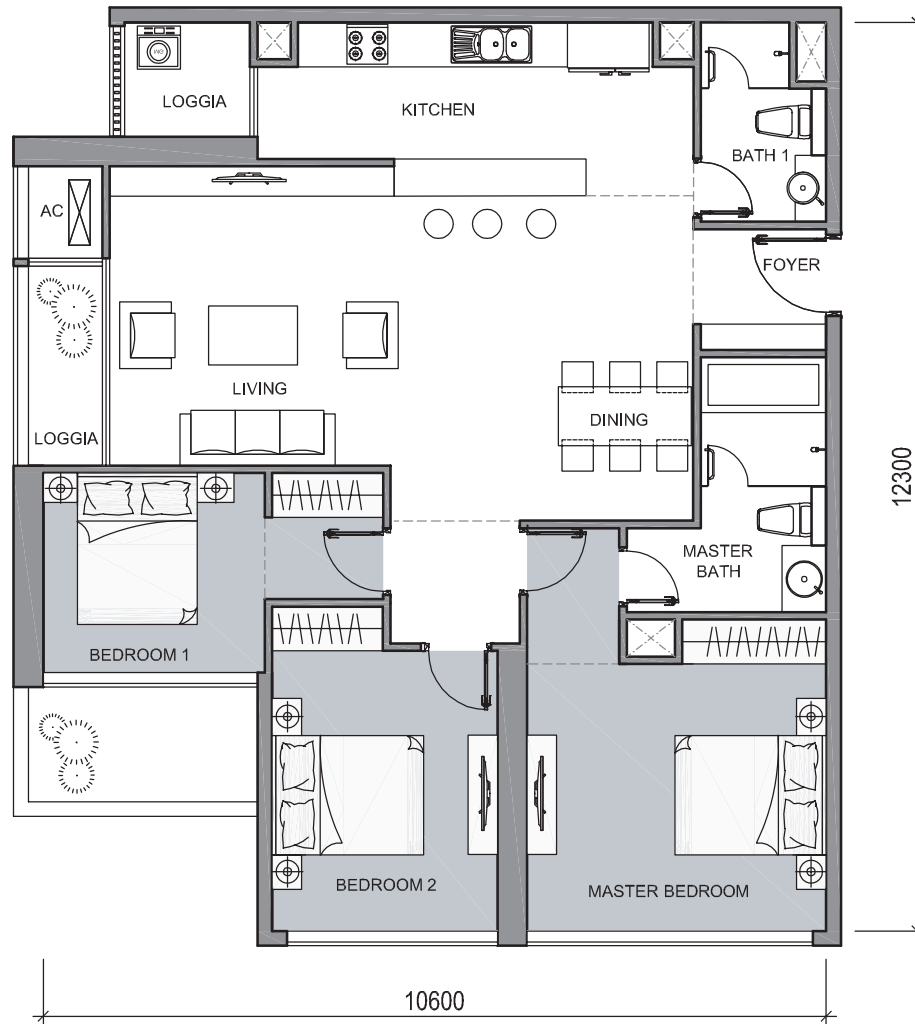 LOGGIA
KITCHEN
BATH 1
AC
FOYER
LIVING
DINING
LOGGIA
12300
MASTER
BATH
BEDROOM 1
BEDROOM 2
MASTER BEDROOM
10600